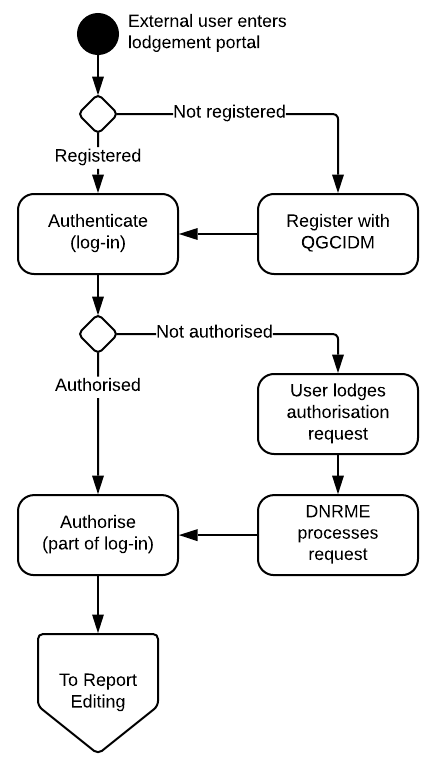 External user enters
lodgement portal
Not registered
Registered
Authenticate
(log-in)
Register with
QGCIDM
Not authorised
Authorised
User lodges
authorisation
request
Authorise
(part of log-in)
DNRME
processes
request
To Report
Editing